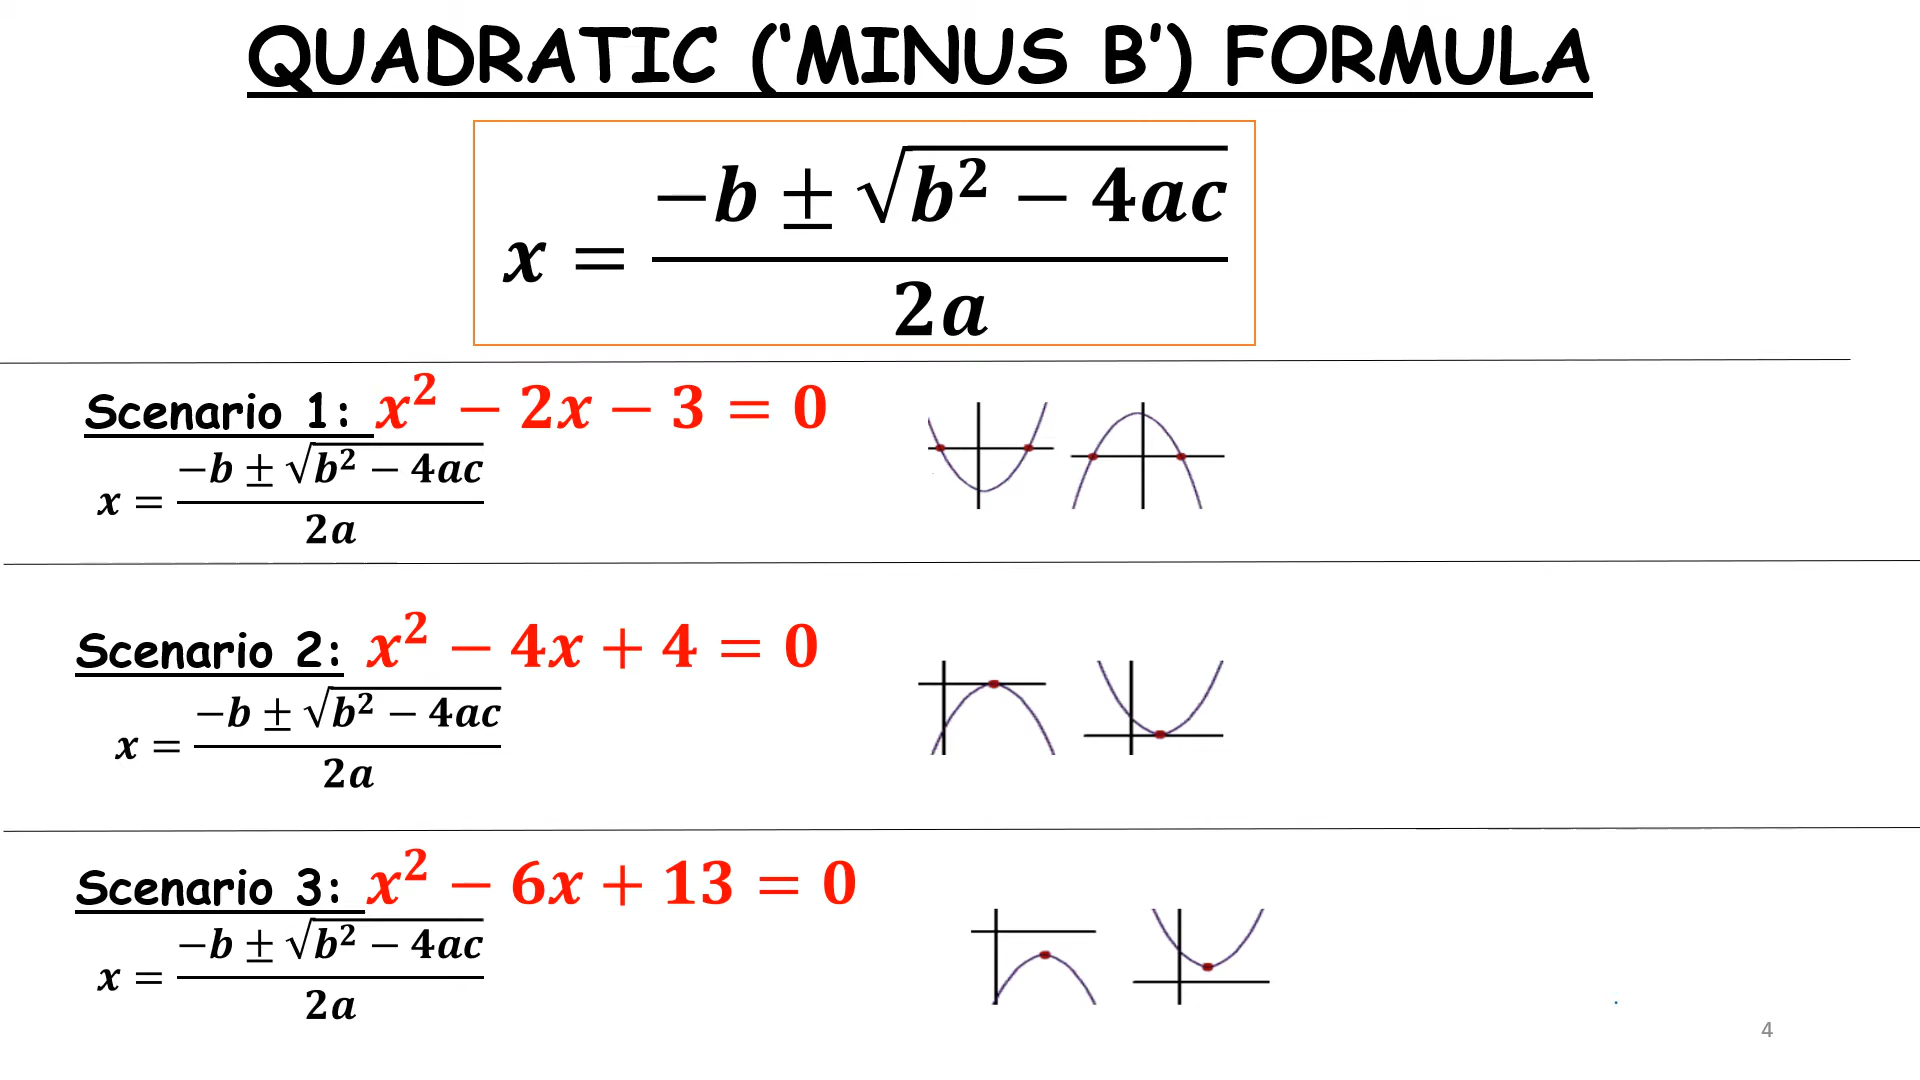 QUADRATIC (‘MINUS B’) FORMULA
x = (−b ± √(b² − 4ac)) / 2a
Scenario 1: x² − 2x − 3 = 0
x = (−b ± √(b² − 4ac)) / 2a
Scenario 2: x² − 4x + 4 = 0
x = (−b ± √(b² − 4ac)) / 2a
Scenario 3: x² − 6x + 13 = 0
x = (−b ± √(b² − 4ac)) / 2a
4